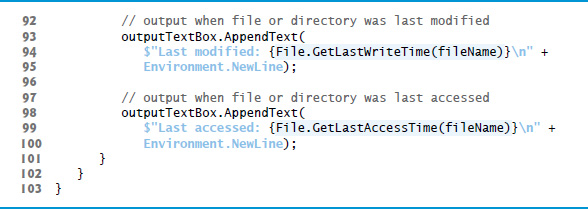 92 // output when file or directory was last modified
93 outputTextBox.AppendText(
94 $"Last modified: {File.GetLastWriteTime(fileName)}\n" +
95 Environment.NewLine);
96
97 // output when file or directory was last accessed
98 outputTextBox.AppendText(
99 $"Last accessed: {File.GetLastAccessTime(fileName)}\n" +
100 Environment.NewLine);
101 }
102 }
103 }